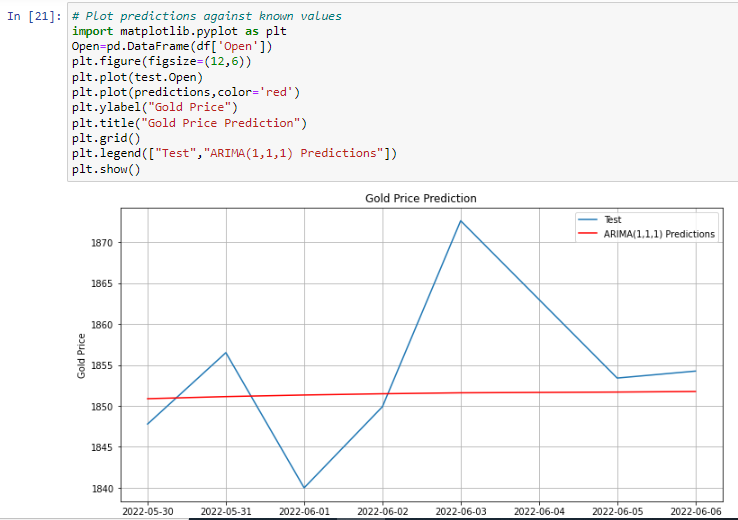 In [21]: # Plot predictions against known values
import matplotlib.pyplot as plt
Open=pd.DataFrame(df['Open'])
plt.figure(figsize=(12,6))
plt.plot(test.Open)
plt.plot(predictions,color='red')
plt.ylabel("Gold Price")
plt.title("Gold Price Prediction")
plt.grid()
plt.legend(["Test","ARIMA(1,1,1) Predictions"])
plt.show()
Gold Price Prediction
Test
ARIMA(1,1,1) Predictions
Gold Price
1870
1865
1860
1855
1850
1845
1840
2022-05-30 2022-05-31 2022-06-01 2022-06-02 2022-06-03 2022-06-04 2022-06-05 2022-06-06